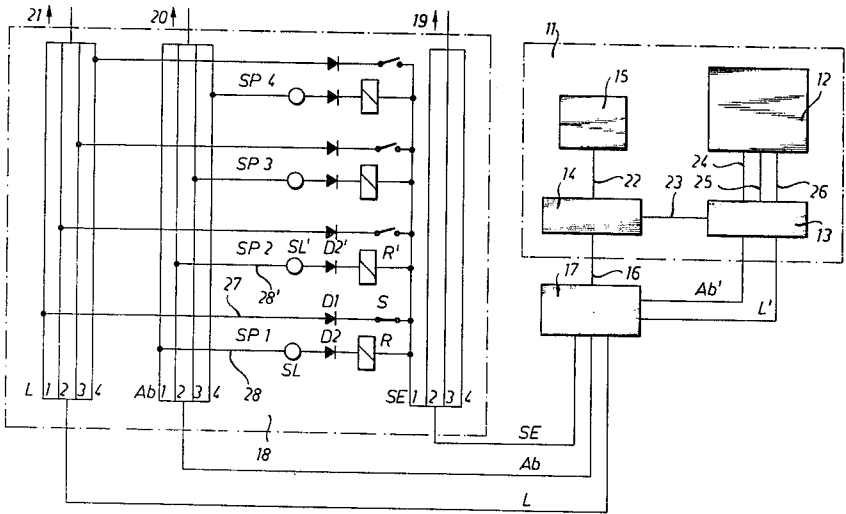 21 20 19 11
15 12
SP 4
24
22 25 26
SP 3 14 23
13
SP 2 SL' D2' R' 17 16 Ab'
27 28' D1 S L'
SP 1 D2 R
28 SL
L 1 2 3 4 Ab 1 2 3 4 SE 1 2 3 4
18 SE
Ab
L